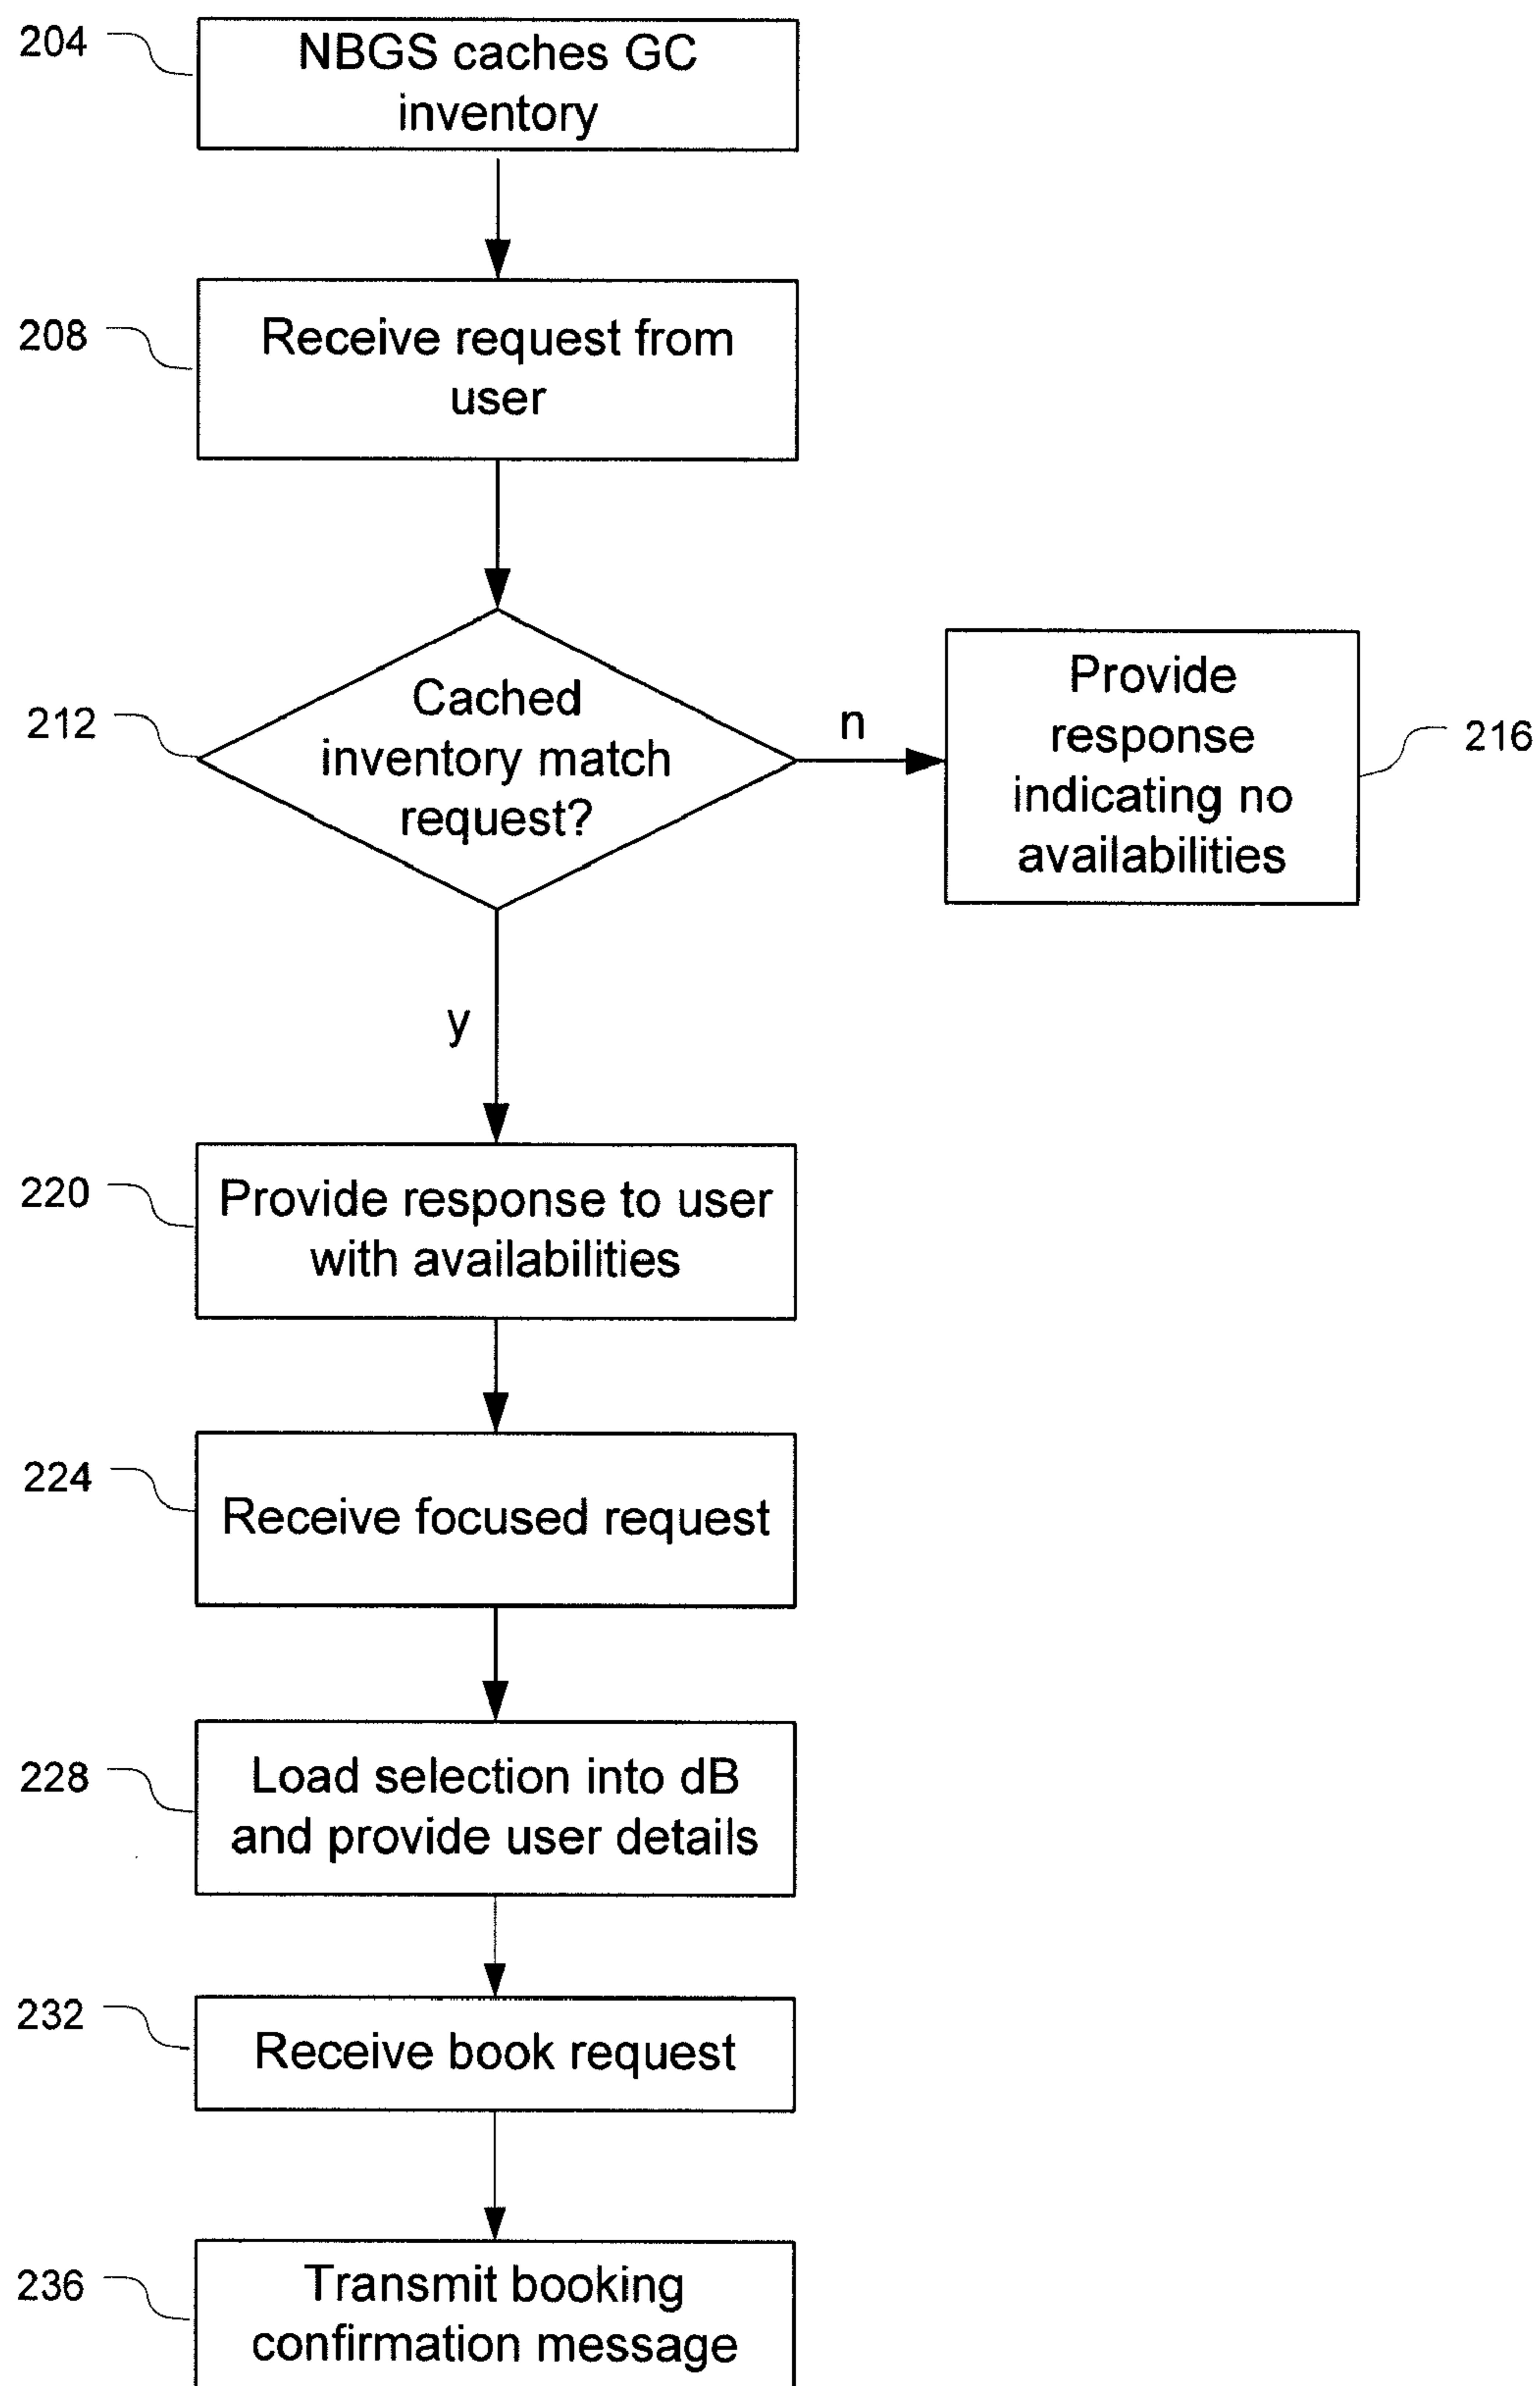 204
NBGS caches GC
inventory
208
Receive request from
user
212
Cached
inventory match
request?
n
Provide
response
indicating no
availabilities
216
y
220
Provide response to user
with availabilities
224
Receive focused request
228
Load selection into dB
and provide user details
232
Receive book request
236
Transmit booking
confirmation message